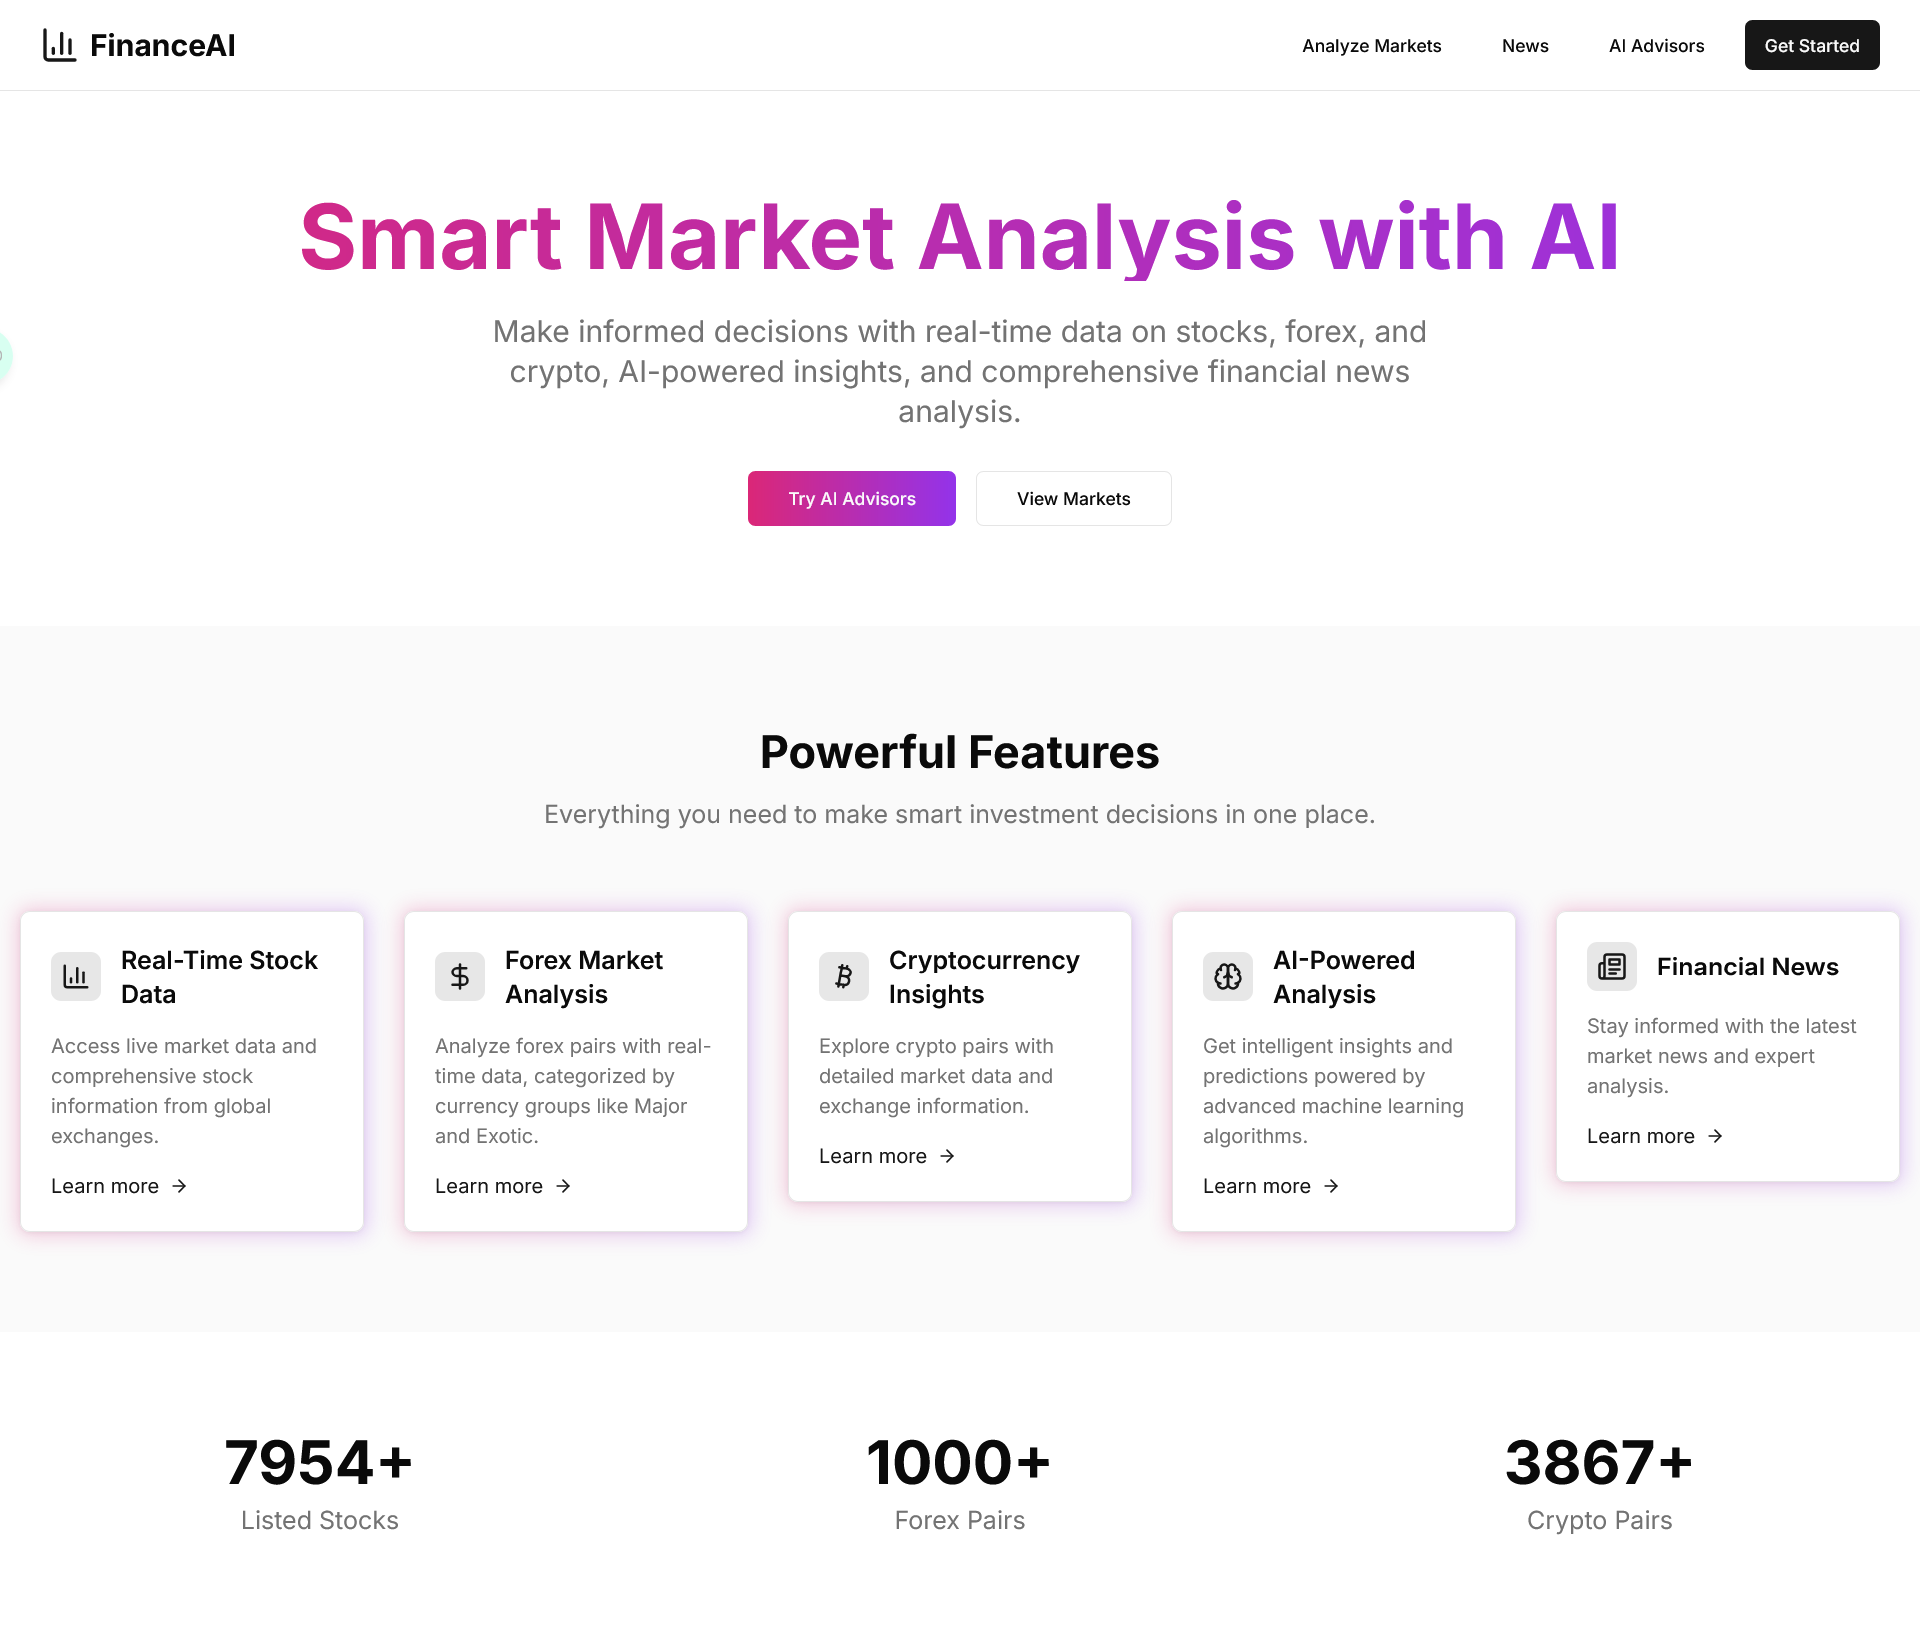 FinanceAI
Analyze Markets
News
AI Advisors
Get Started
Smart Market Analysis with AI
Make informed decisions with real-time data on stocks, forex, and
crypto, AI-powered insights, and comprehensive financial news
analysis.
Try AI Advisors
View Markets
Powerful Features
Everything you need to make smart investment decisions in one place.
Real-Time Stock
Data
Access live market data and
comprehensive stock
information from global
exchanges.
Learn more
Forex Market
Analysis
Analyze forex pairs with real-
time data, categorized by
currency groups like Major
and Exotic.
Learn more
Cryptocurrency
Insights
Explore crypto pairs with
detailed market data and
exchange information.
Learn more
AI-Powered
Analysis
Get intelligent insights and
predictions powered by
advanced machine learning
algorithms.
Learn more
Financial News
Stay informed with the latest
market news and expert
analysis.
Learn more
7954+
Listed Stocks
1000+
Forex Pairs
3867+
Crypto Pairs